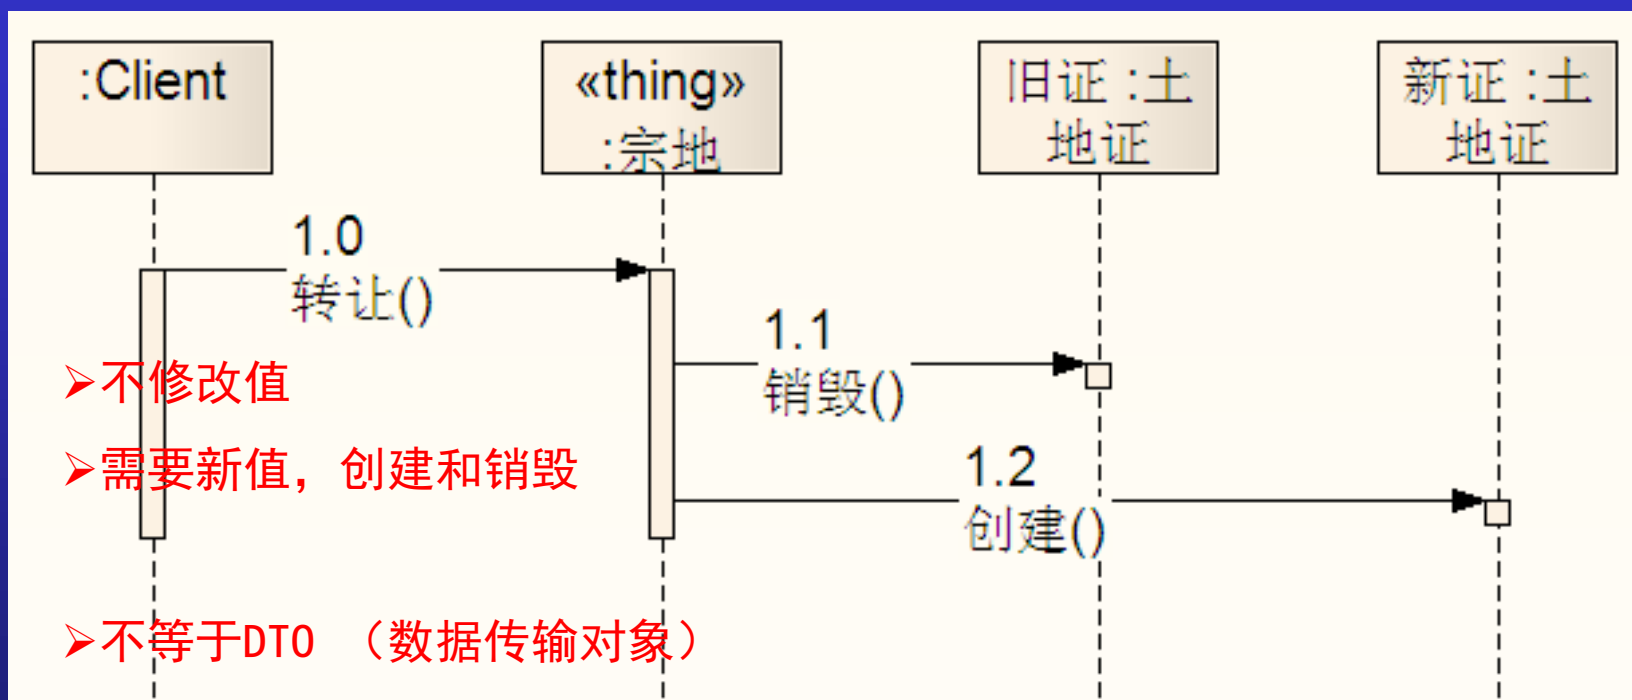 :Client
«thing»
:宗地
旧证 :土
地证
新证 :土
地证
1.0
转让()
1.1
销毁()
1.2
创建()
➢不修改值
➢需要新值，创建和销毁
➢不等于DTO （数据传输对象）